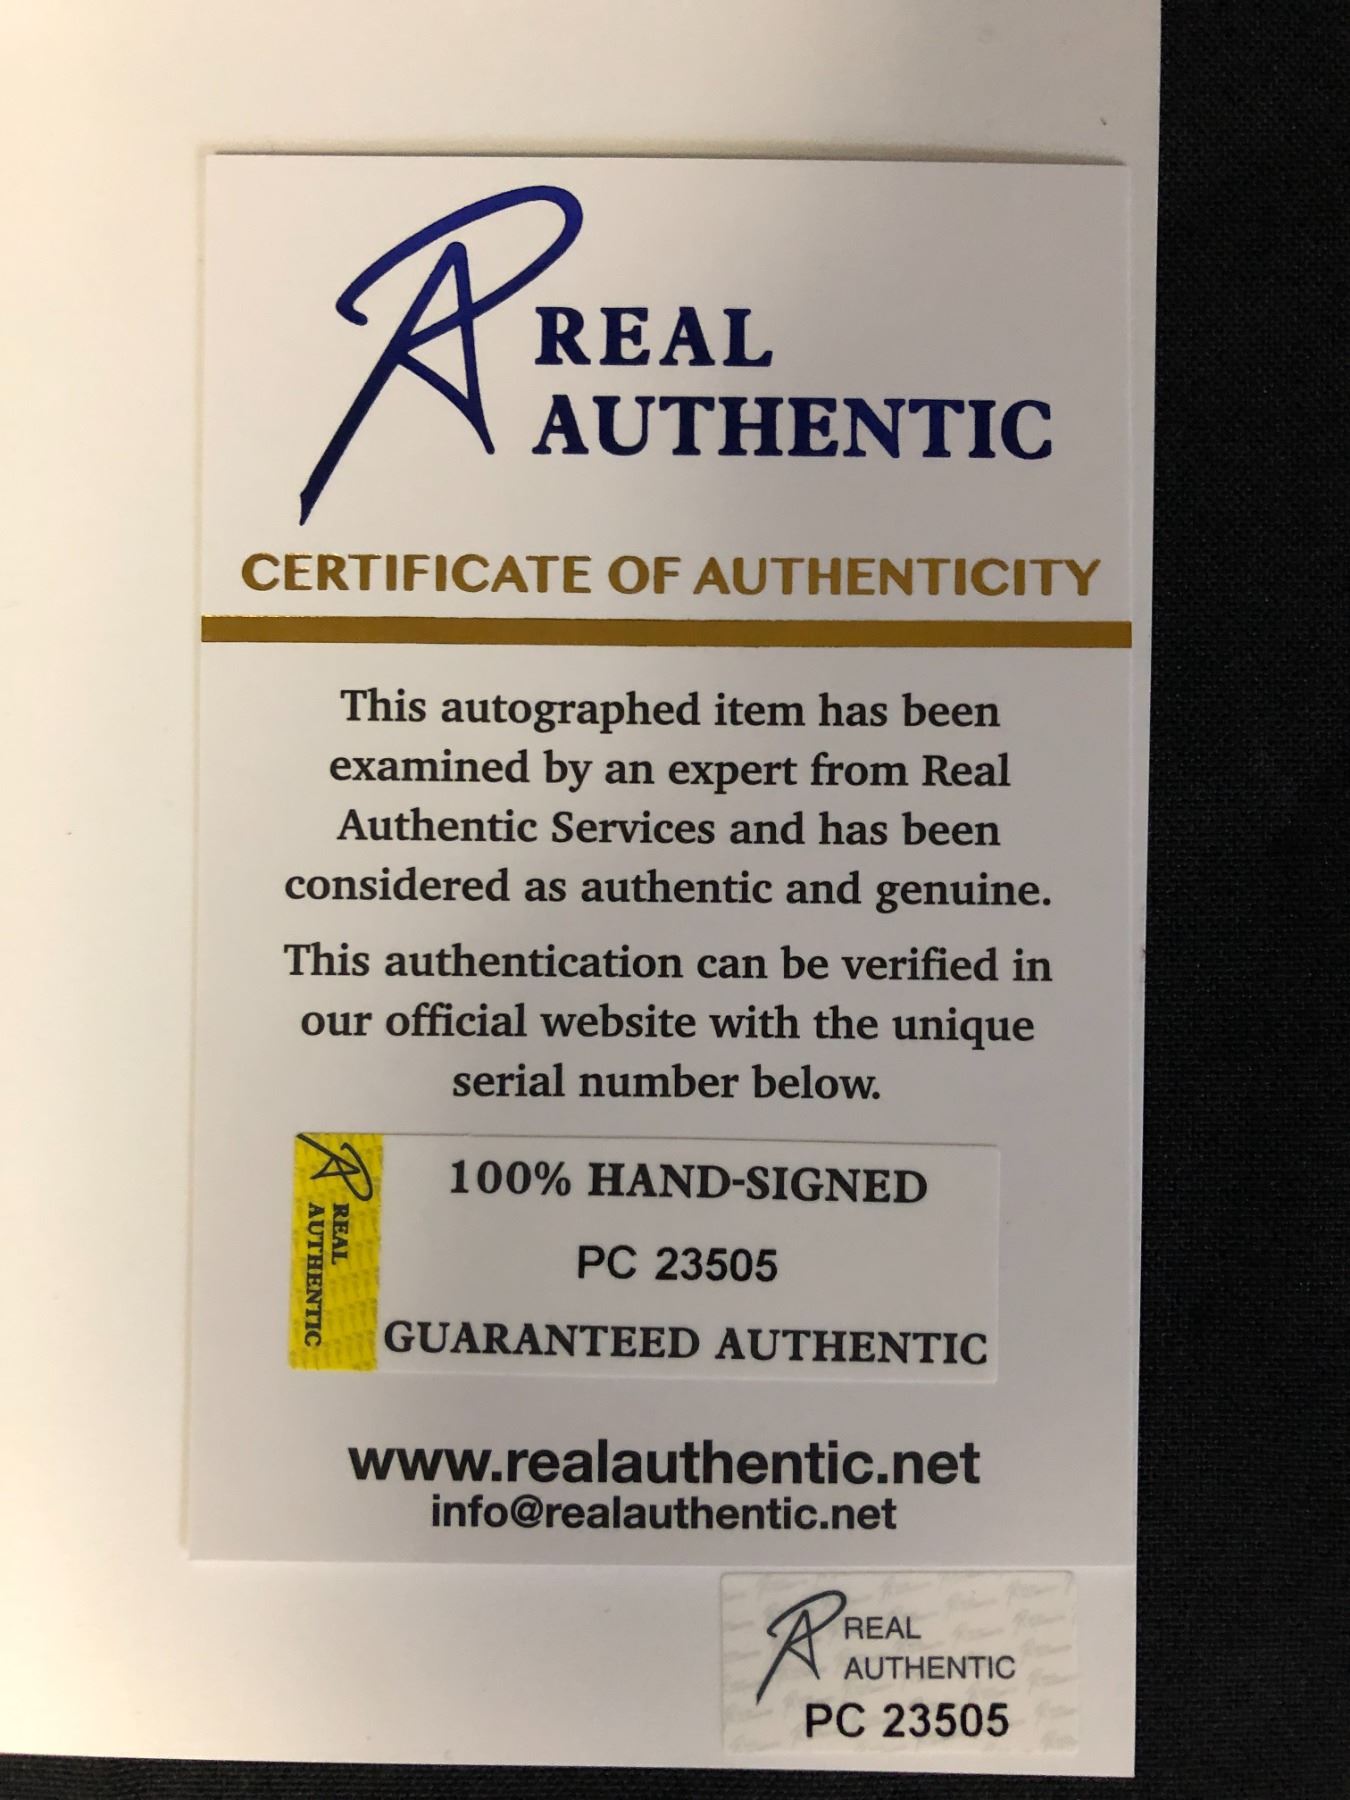 REAL
AUTHENTIC
CERTIFICATE OF AUTHENTICITY
This autographed item has been
examined by an expert from Real
Authentic Services and has been
considered as authentic and genuine.
This authentication can be verified in
our official website with the unique
serial number below.
REAL
AUTHENTIC
100% HAND-SIGNED
PC 23505
GUARANTEED AUTHENTIC
www.realauthentic.net
info@realauthentic.net
REAL
AUTHENTIC
PC 23505